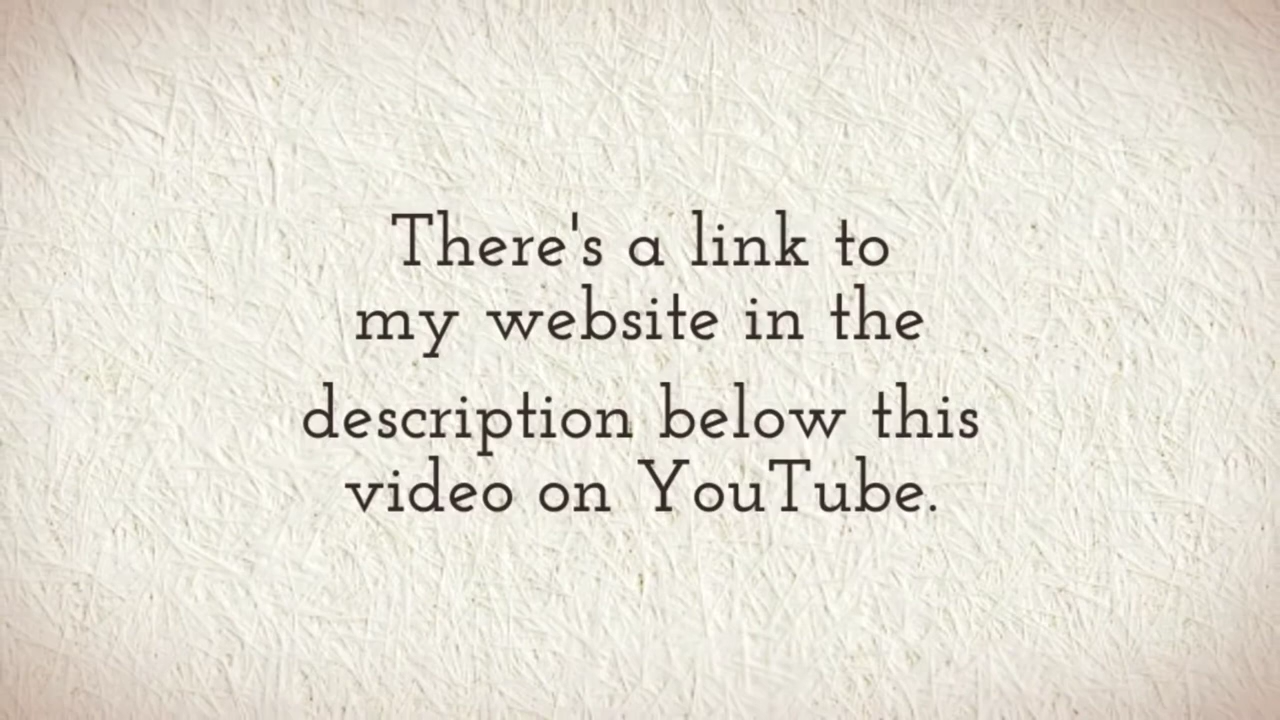 There's a link to
my website in the
description below this
video on YouTube.